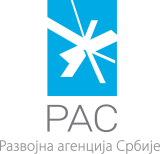 РАС
Развојна агенција Србије